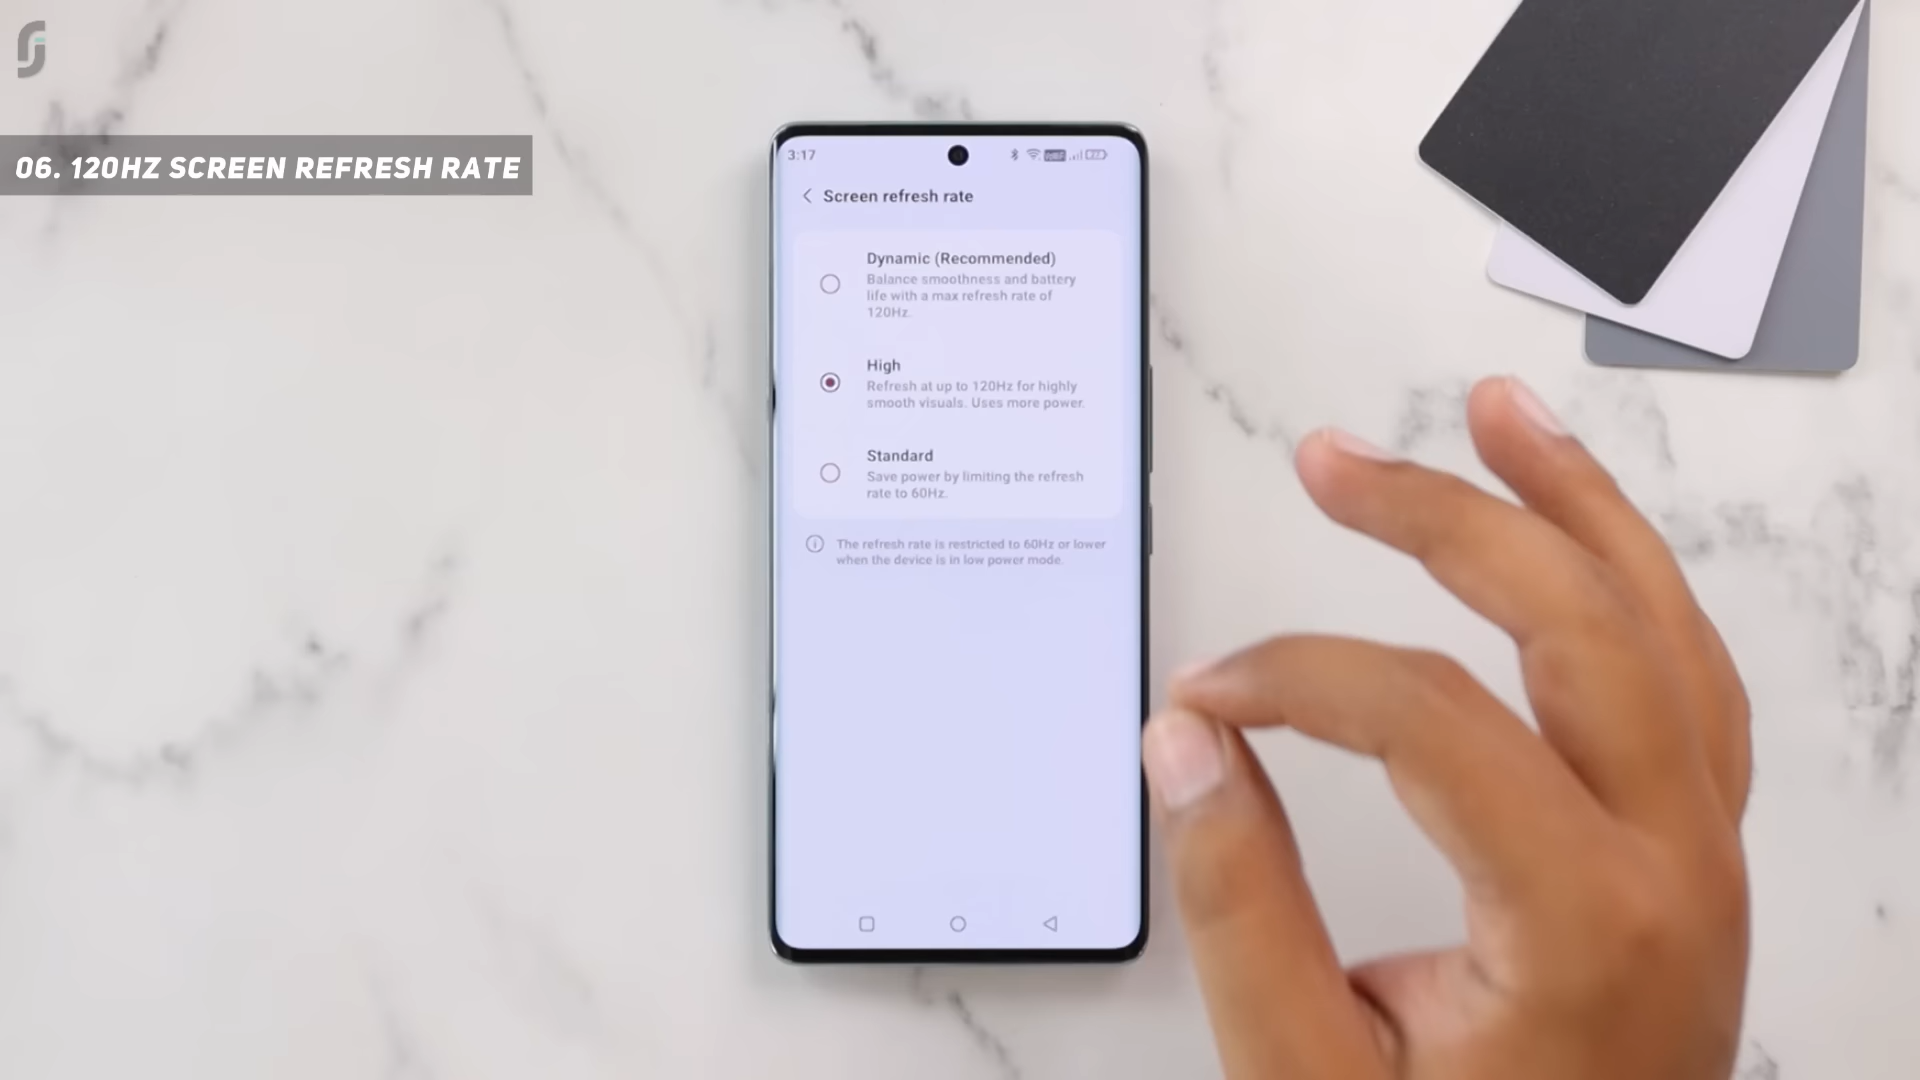 06. 120HZ SCREEN REFRESH RATE
3:17
Screen refresh rate
Dynamic (Recommended)
Balance smoothness and battery
life with a max refresh rate of
120Hz.
High
Refresh at up to 120Hz for highly
smooth visuals. Uses more power.
Standard
Save power by limiting the refresh
rate to 60Hz.
The refresh rate is restricted to 60Hz or lower
when the device is in low power mode.